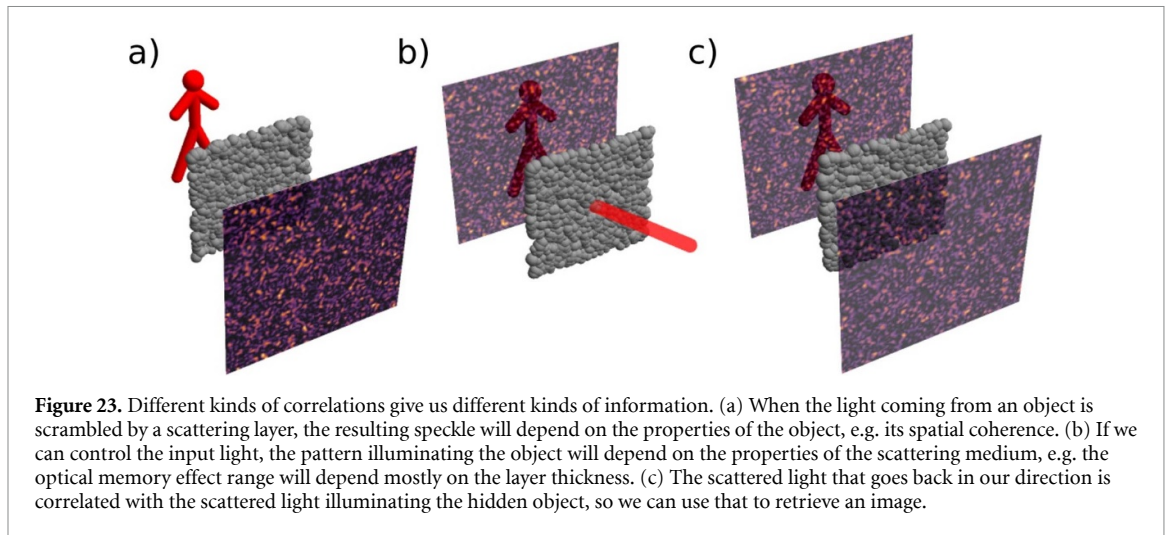 a) b) c)
Figure 23. Different kinds of correlations give us different kinds of information. (a) When the light coming from an object is
scrambled by a scattering layer, the resulting speckle will depend on the properties of the object, e.g. its spatial coherence. (b) If we
can control the input light, the pattern illuminating the object will depend on the properties of the scattering medium, e.g. the
optical memory effect range will depend mostly on the layer thickness. (c) The scattered light that goes back in our direction is
correlated with the scattered light illuminating the hidden object, so we can use that to retrieve an image.